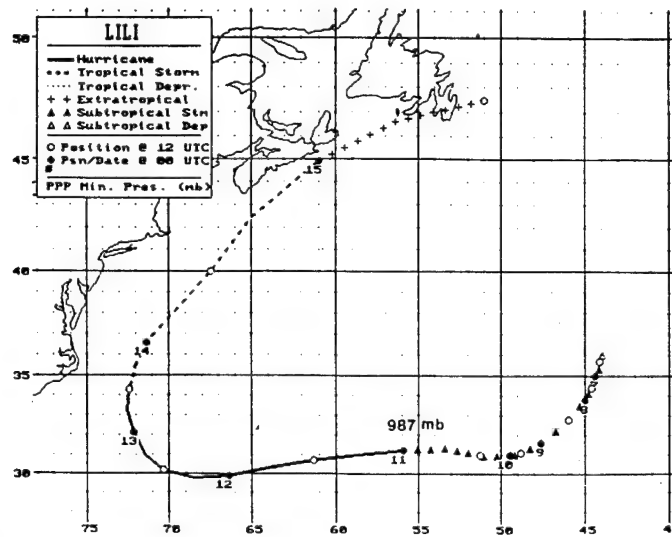 LILI
Hurricane
Tropical Storm
Tropical Depr.
+ + Extratropical
Subtropical Stm
Subtropical Dep
Position @ 12 UTC
Psn/Date @ 00 UTC
PPP Min. Pres. (mb)
50
45
40
35
30
75
70
65
60
55
50
45
15
14
13
12
11
10
9
8
987 mb